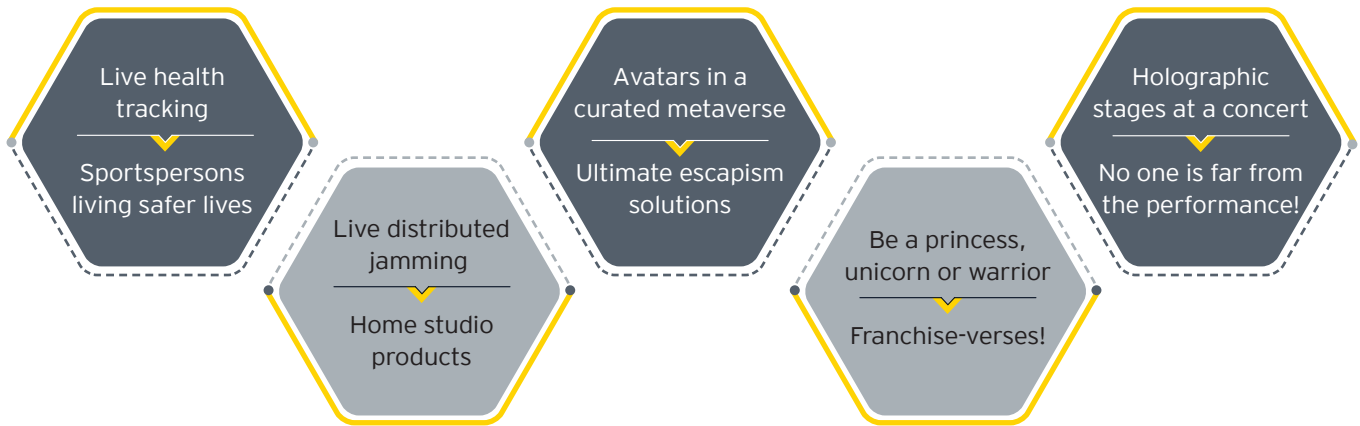 Live health
tracking
Sportspersons
living safer lives
Live distributed
jamming
Home studio
products
Avatars in a
curated metaverse
Ultimate escapism
solutions
Be a princess,
unicorn or warrior
Franchise-verses!
Holographic
stages at a concert
No one is far from
the performance!